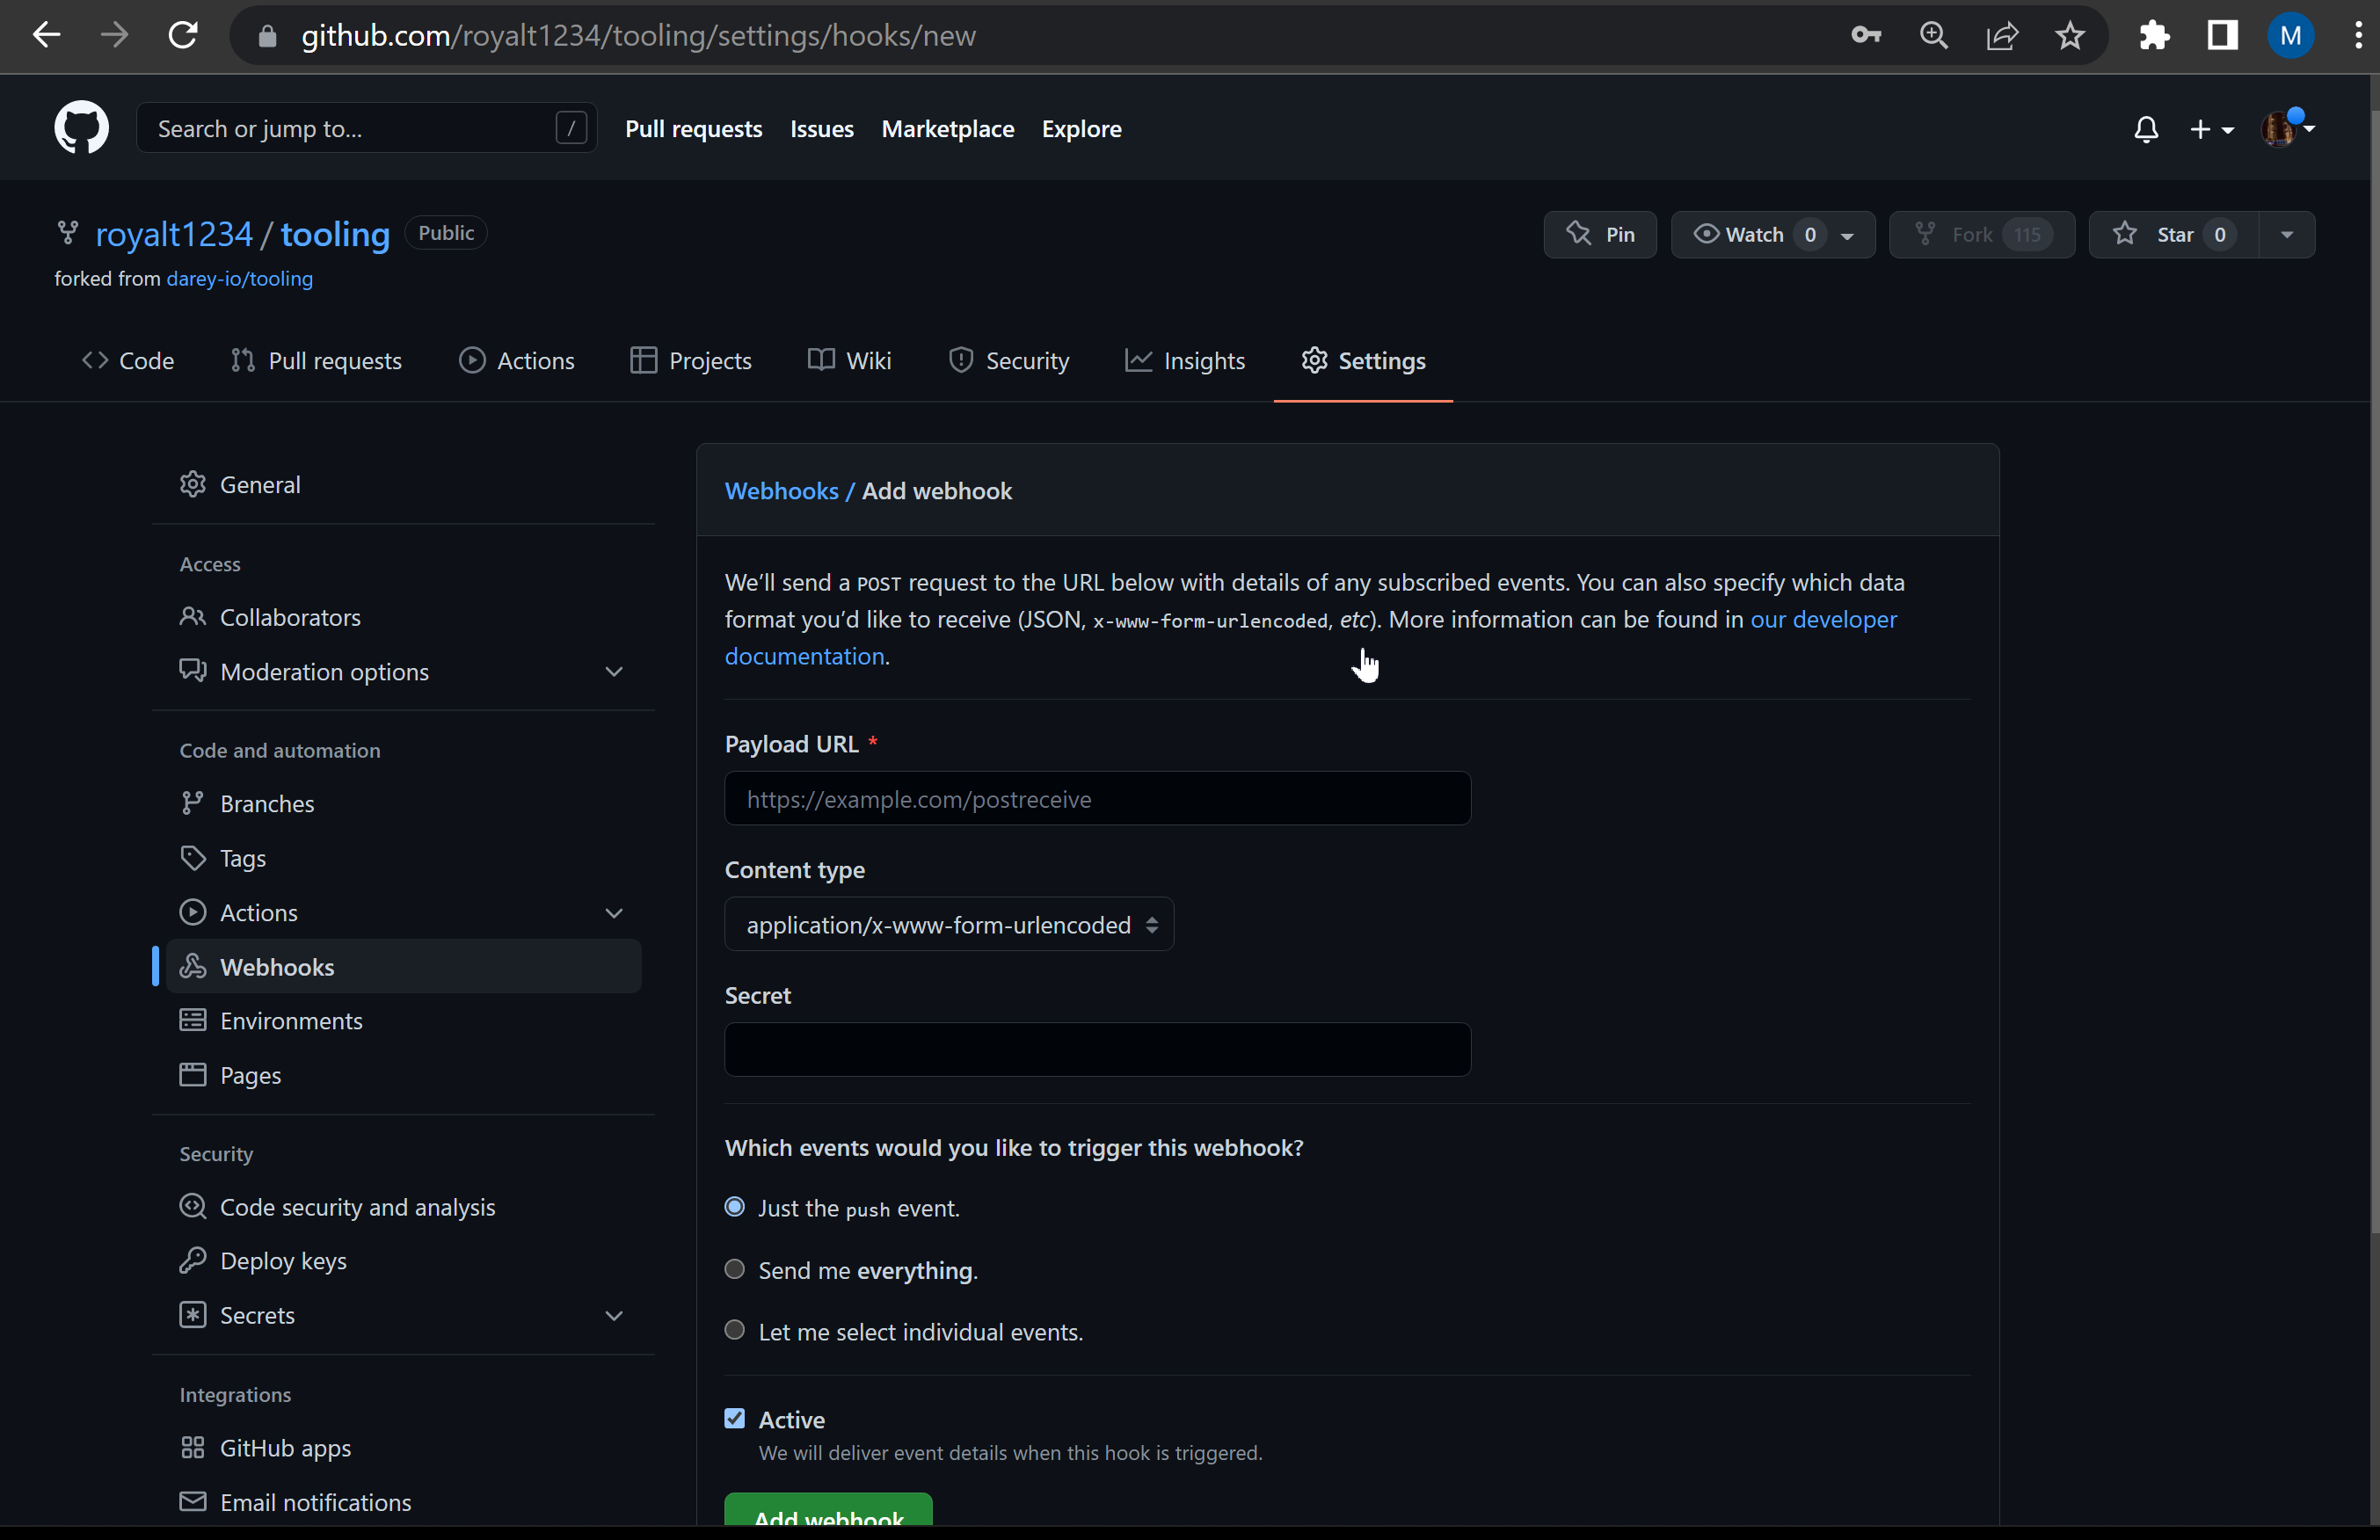 github.com/royalt1234/tooling/settings/hooks/new
M
Search or jump to...
/
Pull requests
Issues
Marketplace
Explore
royalt1234 / tooling
Public
Pin
Watch 0
Fork 115
Star 0
forked from darey-io/tooling
Code
Pull requests
Actions
Projects
Wiki
Security
Insights
Settings
General
Access
Collaborators
Moderation options
Code and automation
Branches
Tags
Actions
Webhooks
Environments
Pages
Security
Code security and analysis
Deploy keys
Secrets
Integrations
GitHub apps
Email notifications
Webhooks / Add webhook
We'll send a POST request to the URL below with details of any subscribed events. You can also specify which data
format you'd like to receive (JSON, x-www-form-urlencoded, etc). More information can be found in our developer
documentation.
Payload URL *
https://example.com/postreceive
Content type
application/x-www-form-urlencoded
Secret
Which events would you like to trigger this webhook?
Just the push event.
Send me everything.
Let me select individual events.
Active
We will deliver event details when this hook is triggered.
Add webhook